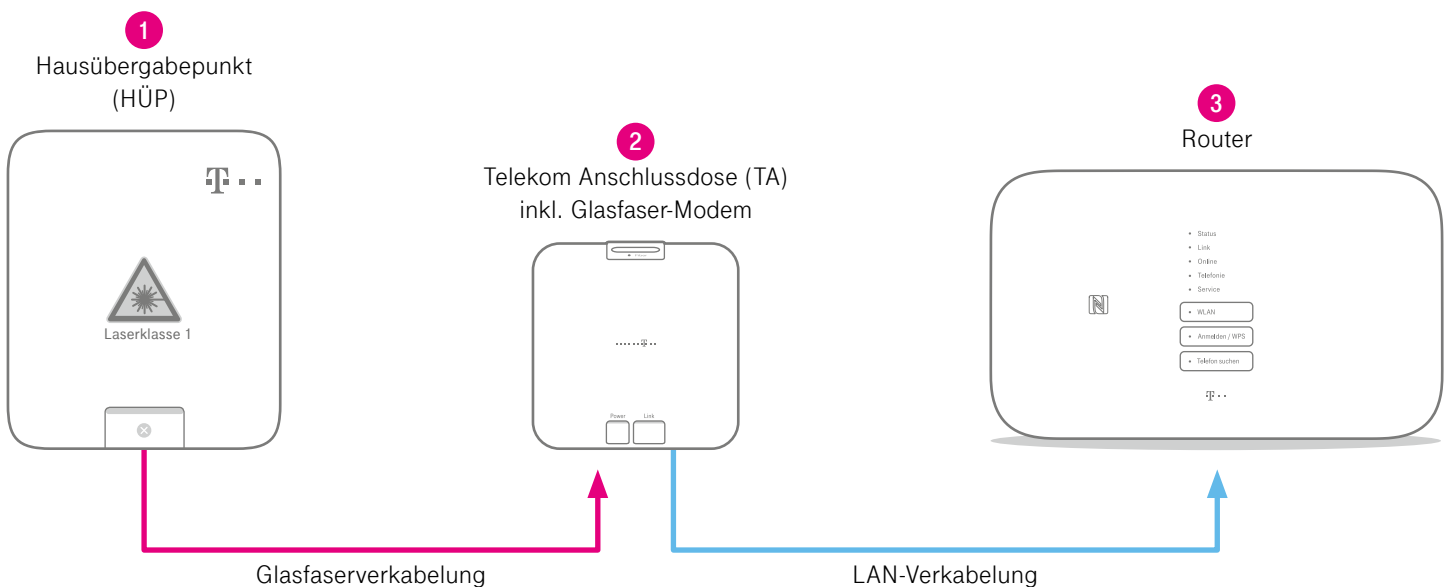 1
Hausübergabepunkt
(HÜP)
T
Laserklasse 1
2
Telekom Anschlussdose (TA)
inkl. Glasfaser-Modem
T
Power Link
3
Router
Status
Link
Online
Telefonie
Service
N
WLAN
Anmelden / WPS
Telefon suchen
T
Glasfaserverkabelung
LAN-Verkabelung